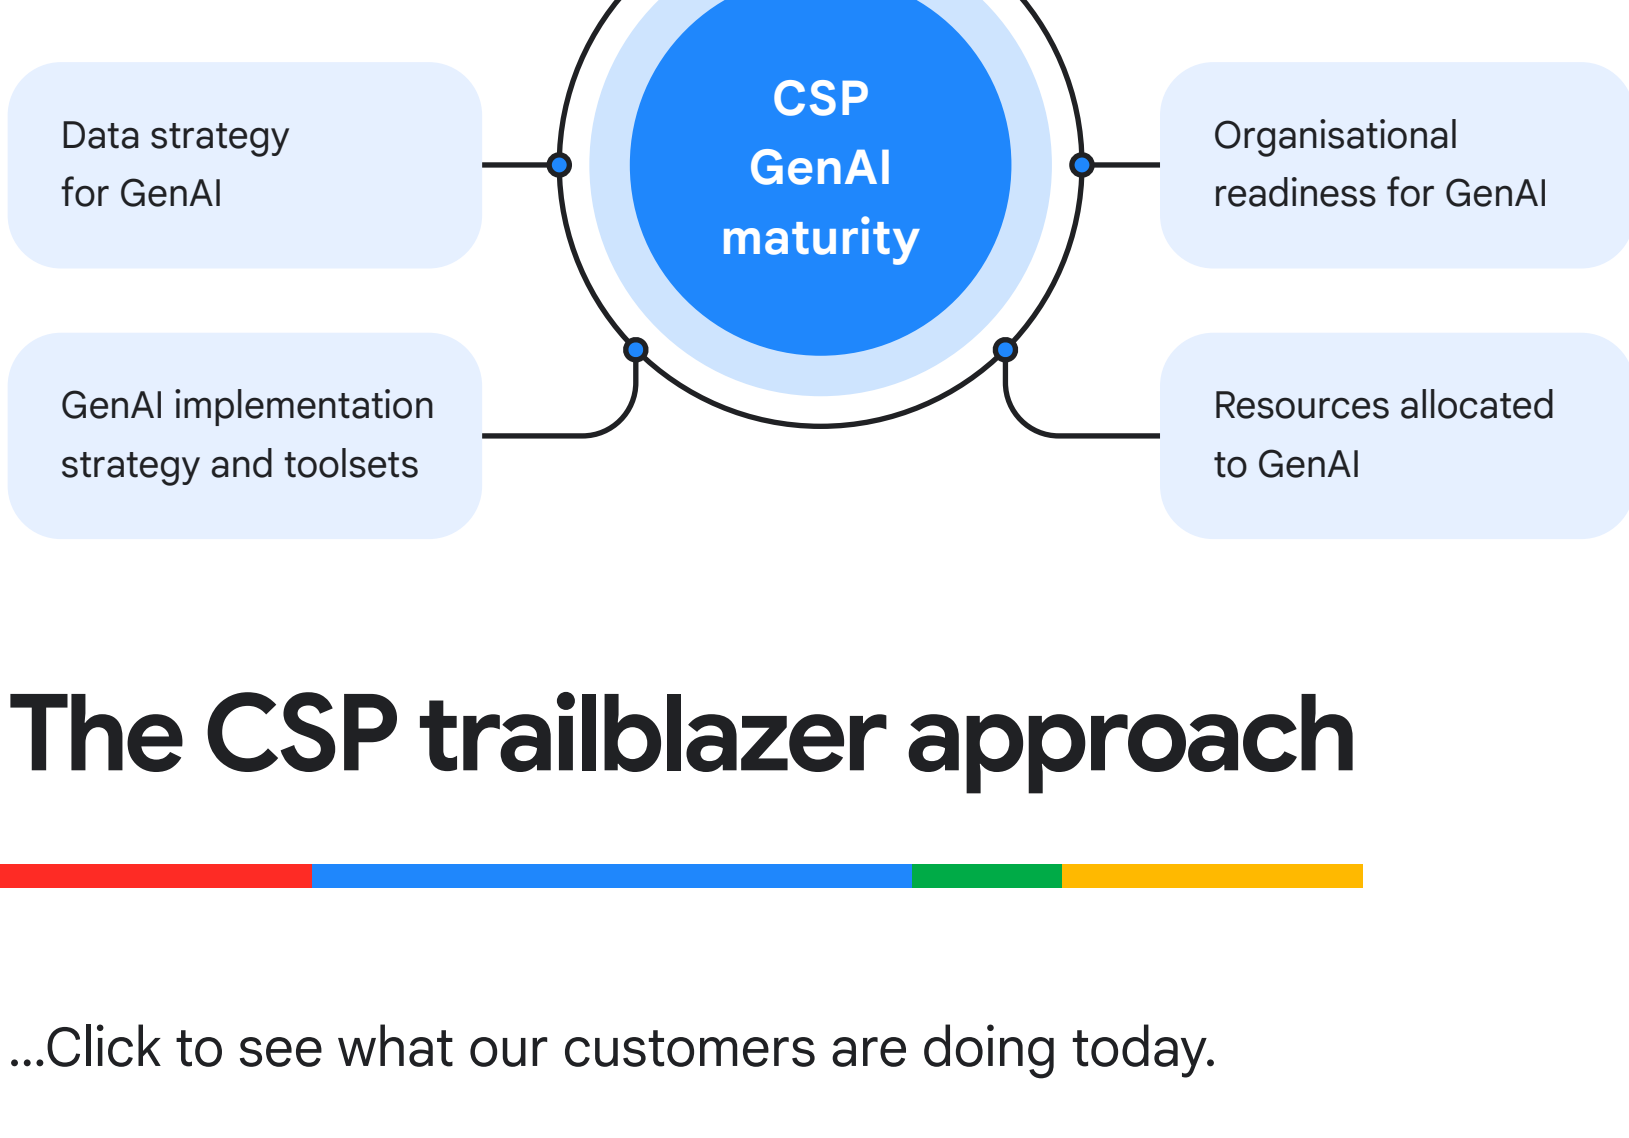 CSP
GenAI
maturity
Data strategy
for GenAI
Organisational
readiness for GenAI
GenAI implementation
strategy and toolsets
Resources allocated
to GenAI
The CSP trailblazer approach
...Click to see what our customers are doing today.